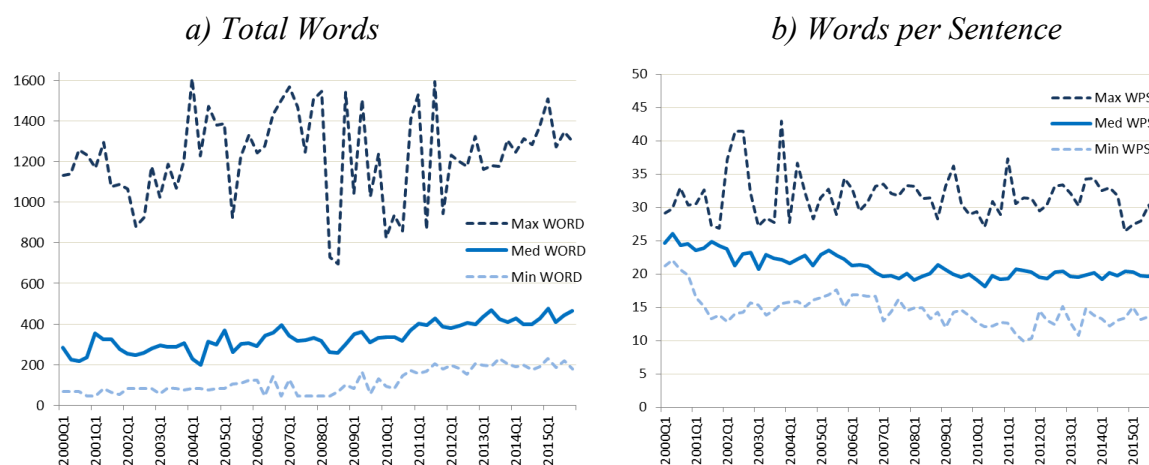 a) Total Words
1600
1400
1200
1000
800
600
400
200
0
Max WORD
Med WORD
Min WORD
2000Q1
2001Q1
2002Q1
2003Q1
2004Q1
2005Q1
2006Q1
2007Q1
2008Q1
2009Q1
2010Q1
2011Q1
2012Q1
2013Q1
2014Q1
2015Q1
b) Words per Sentence
50
45
40
35
30
25
20
15
10
5
0
Max WPS
Med WPS
Min WPS
2000Q1
2001Q1
2002Q1
2003Q1
2004Q1
2005Q1
2006Q1
2007Q1
2008Q1
2009Q1
2010Q1
2011Q1
2012Q1
2013Q1
2014Q1
2015Q1